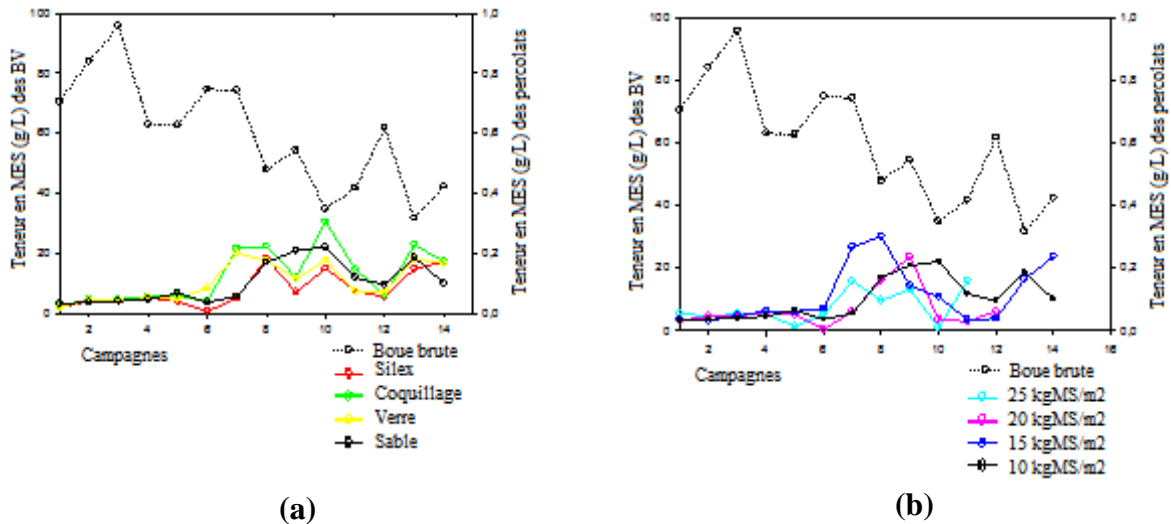 100
80
60
40
20
0
Teneur en MES (g/L) des BV
1,0
0,8
0,6
0,4
0,2
0,0
Teneur en MES (g/L) des percolats
2 4 6 8 10 12 14
Campagnes
Boue brute
Silex
Coquillage
Verre
Sable
(a)
100
80
60
40
20
0
Teneur en MES (g/L) des BV
1,0
0,8
0,6
0,4
0,2
0,0
Teneur en MES (g/L) des percolats
2 4 6 8 10 12 14 16
Campagnes
Boue brute
25 kgMS/m2
20 kgMS/m2
15 kgMS/m2
10 kgMS/m2
(b)